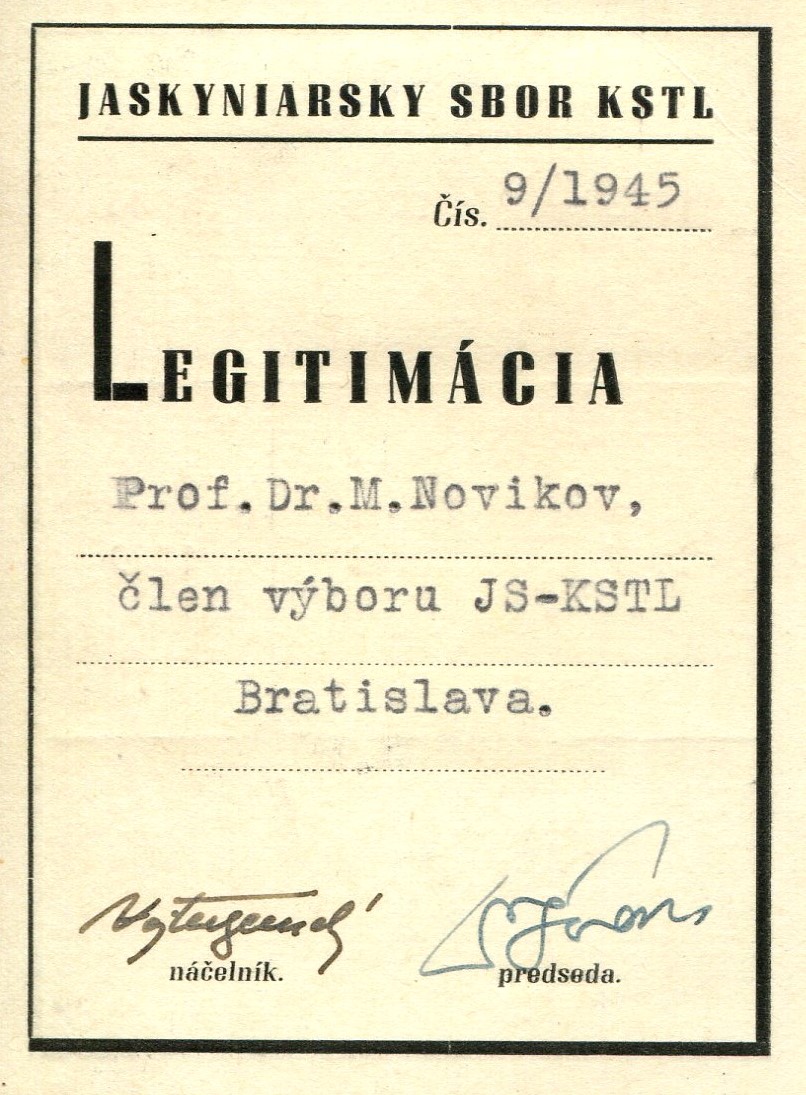 JASKYNIARSKY SBOR KSTL
Čís. 9/1945
LEGITIMÁCIA
Prof.Dr.M.Novikov,
člen výboru JS-KSTL
Bratislava.
náčelník.
predseda.